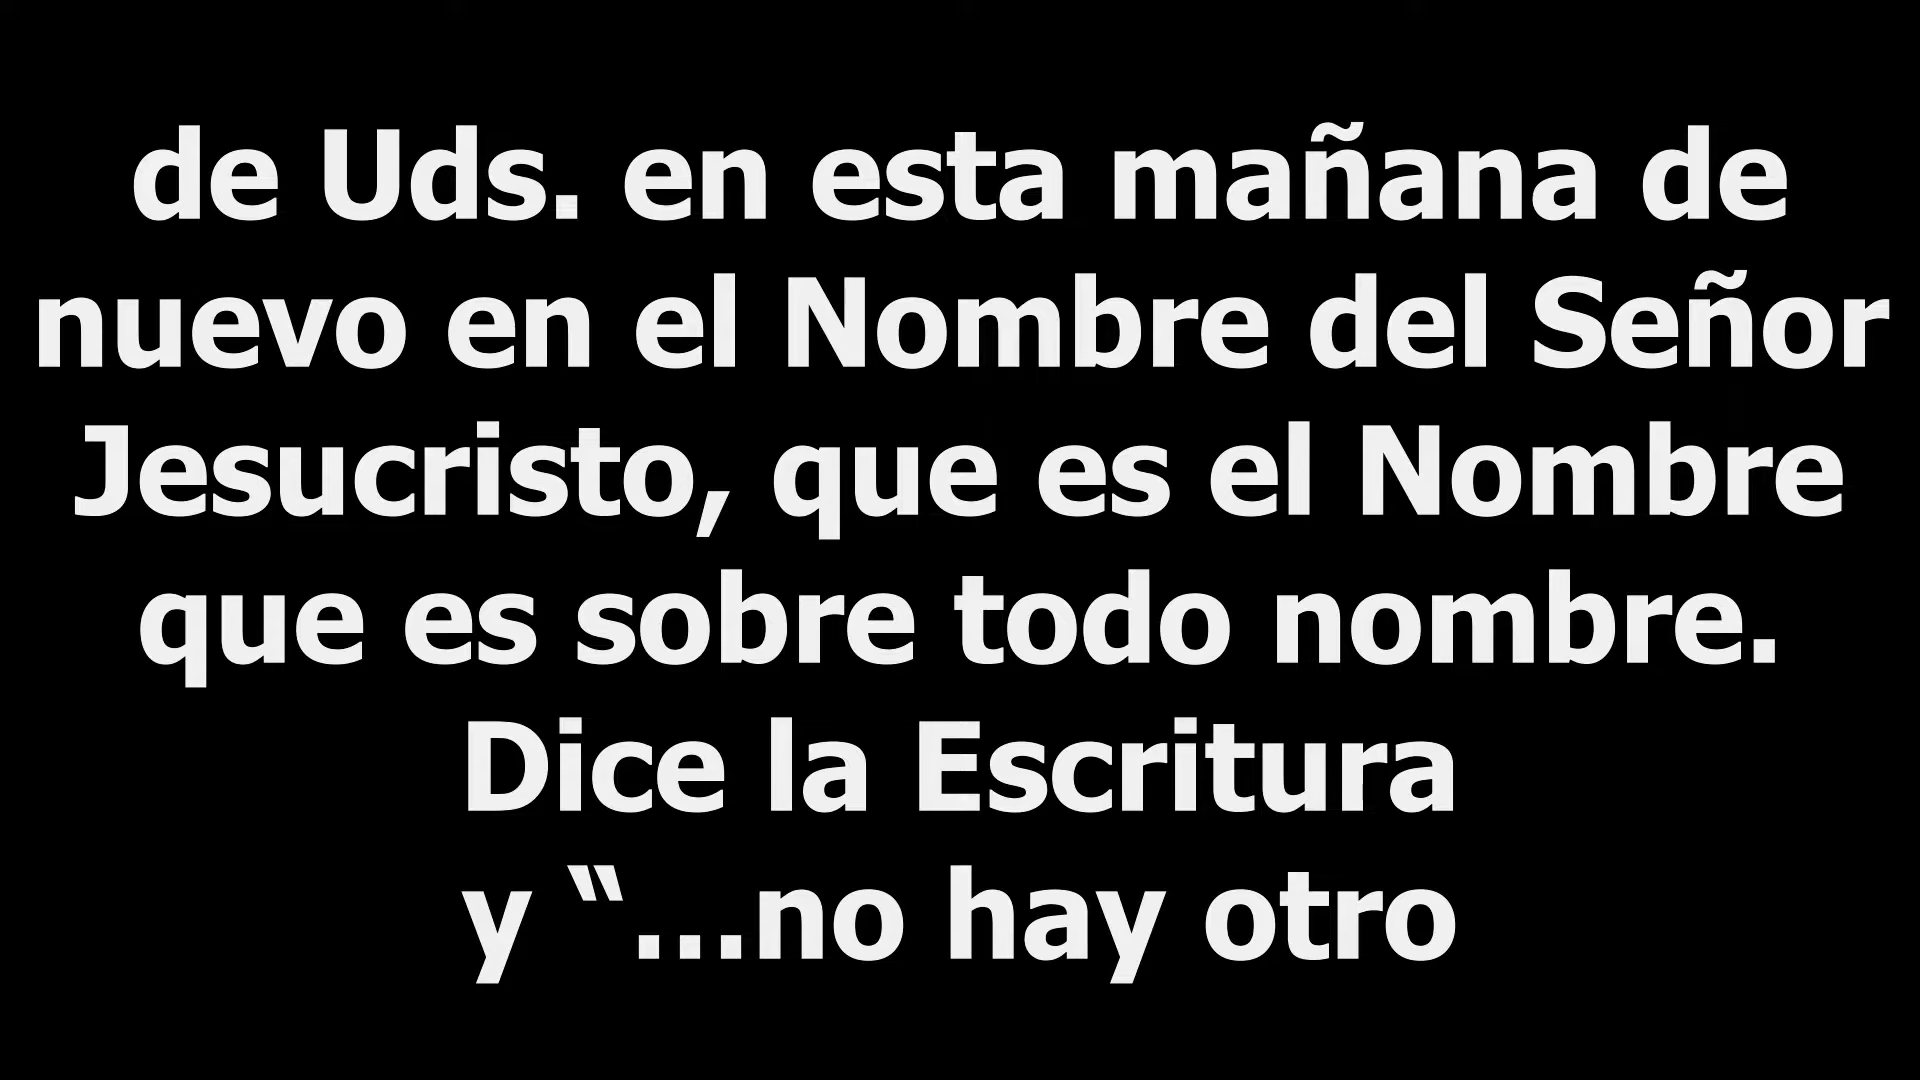 de Uds. en esta mañana de
nuevo en el Nombre del Señor
Jesucristo, que es el Nombre
que es sobre todo nombre.
Dice la Escritura
y “...no hay otro